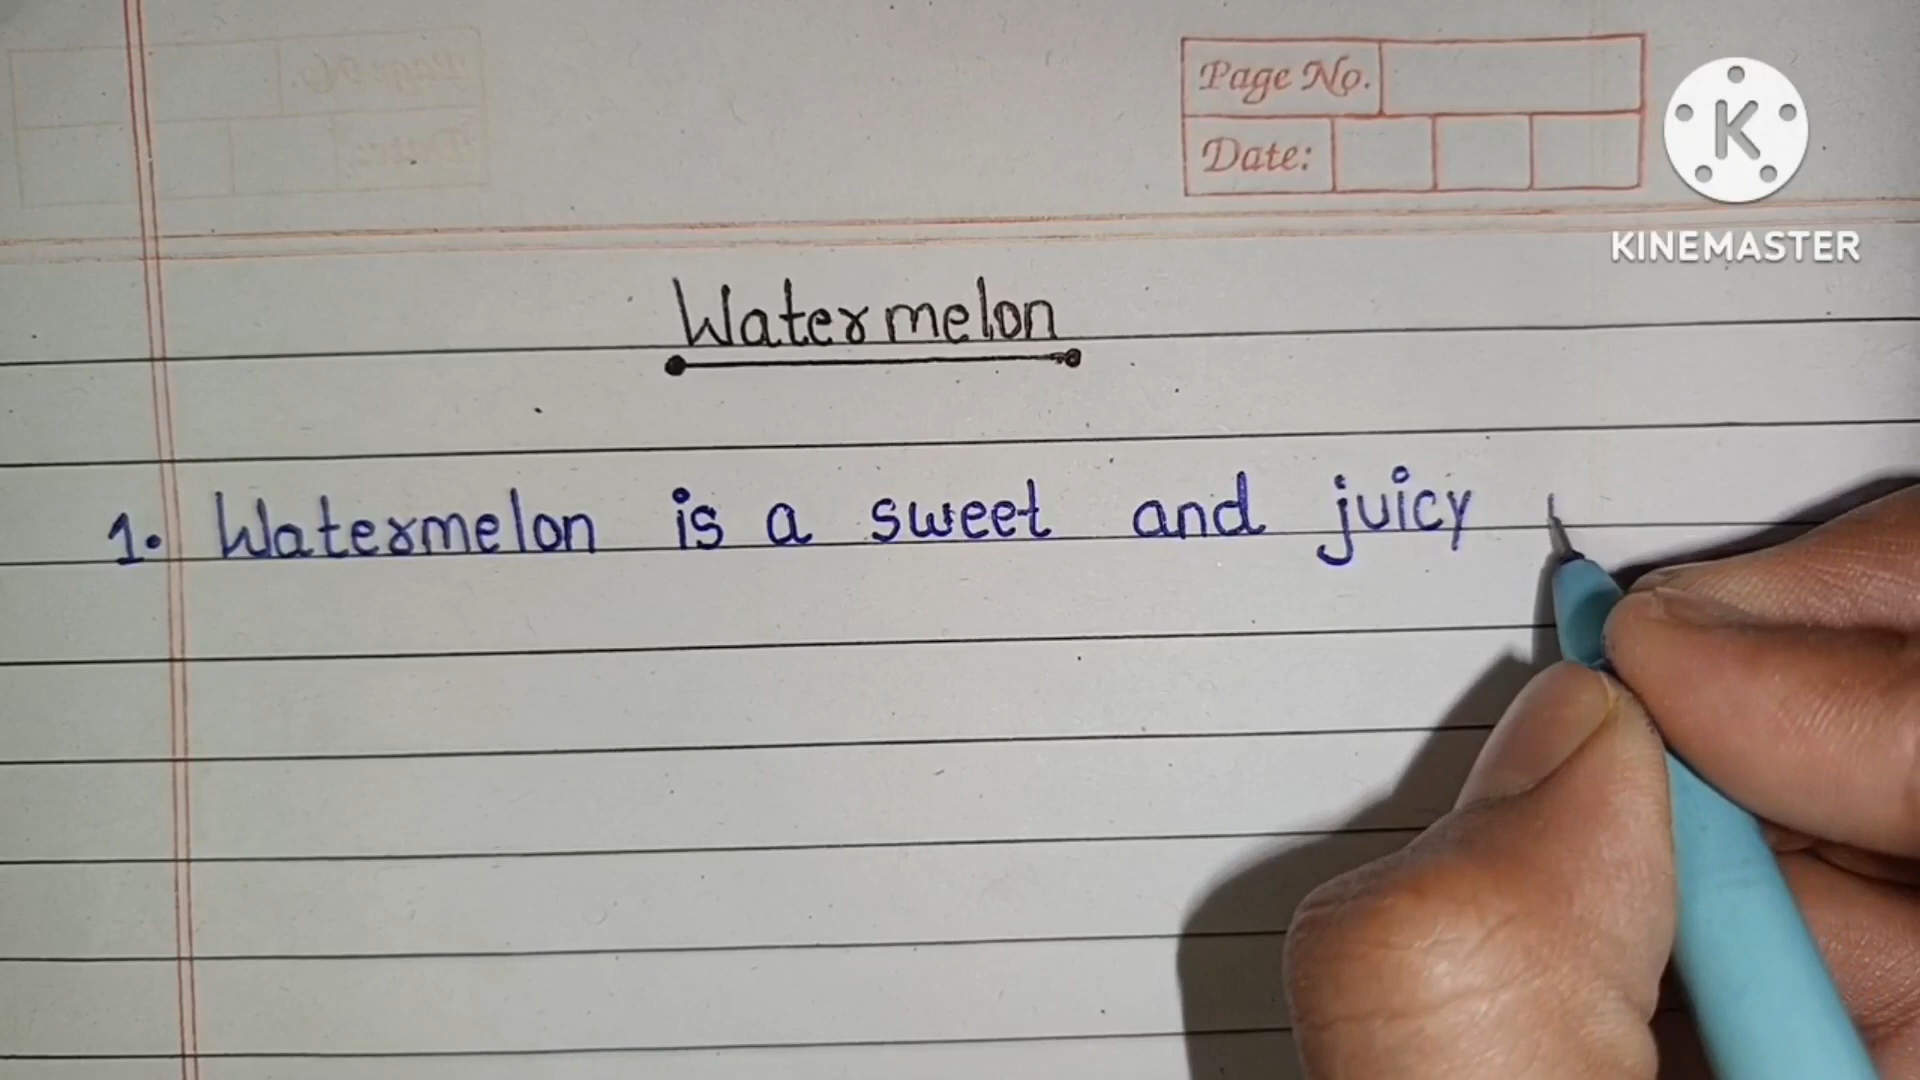 Page No.
Date:
KINEMASTER
Watermelon
1. Watermelon is a sweet and juicy